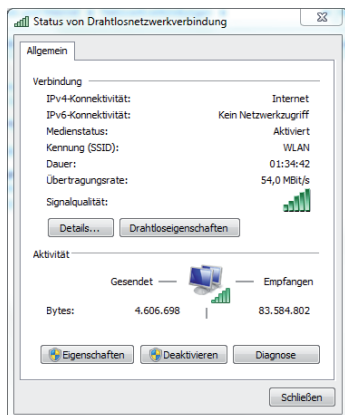 Status von Drahtlosnetzwerkverbindung
Allgemein
Verbindung
IPv4-Konnektivität: Internet
IPv6-Konnektivität: Kein Netzwerkzugriff
Medienstatus: Aktiviert
Kennung (SSID): WLAN
Dauer: 01:34:42
Übertragungsrate: 54,0 MBit/s
Signalqualität:
Details... Drahtloseigenschaften
Aktivität
Gesendet — Empfangen
Bytes: 4.606.698 | 83.584.802
Eigenschaften Deaktivieren Diagnose
Schließen